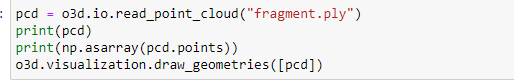 : pcd = o3d.io.read_point_cloud("fragment.ply")
print(pcd)
print(np.asarray(pcd.points))
o3d.visualization.draw_geometries([pcd])